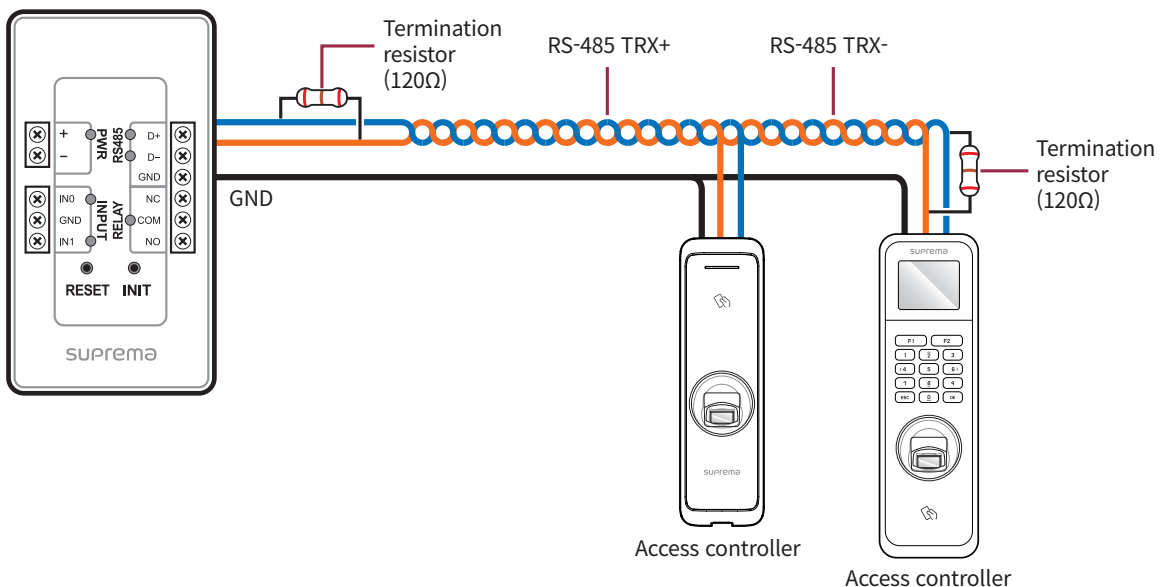 Termination
resistor
(120Ω)
RS-485 TRX+
RS-485 TRX-
+
−
PWR
RS485
D+
D−
GND
IN0
GND
IN1
INPUT
RELAY
NC
COM
NO
RESET
INIT
suprema
GND
Termination
resistor
(120Ω)
suprema
Access controller
suprema
F1
F2
1
2
3
4
5
6
7
8
9
ESC
0
OK
Access controller